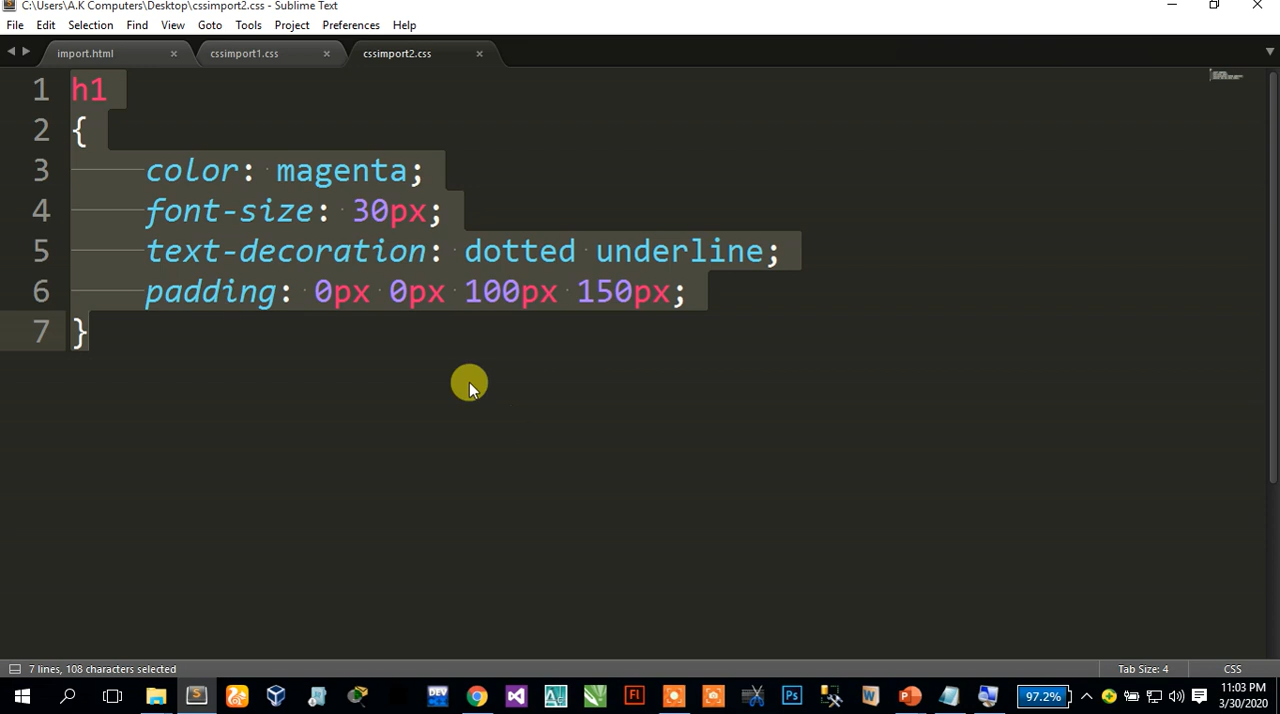 C:\Users\A.K Computers\Desktop\cssimport2.css - Sublime Text
File Edit Selection Find View Goto Tools Project Preferences Help
import.html × cssimport1.css × cssimport2.css ×
1 h1
2 {
3 color: magenta;
4 font-size: 30px;
5 text-decoration: dotted underline;
6 padding: 0px 0px 100px 150px;
7 }
7 lines, 108 characters selected Tab Size: 4 CSS
DEV Fl Ps W 97.2% 11:03 PM
3/30/2020